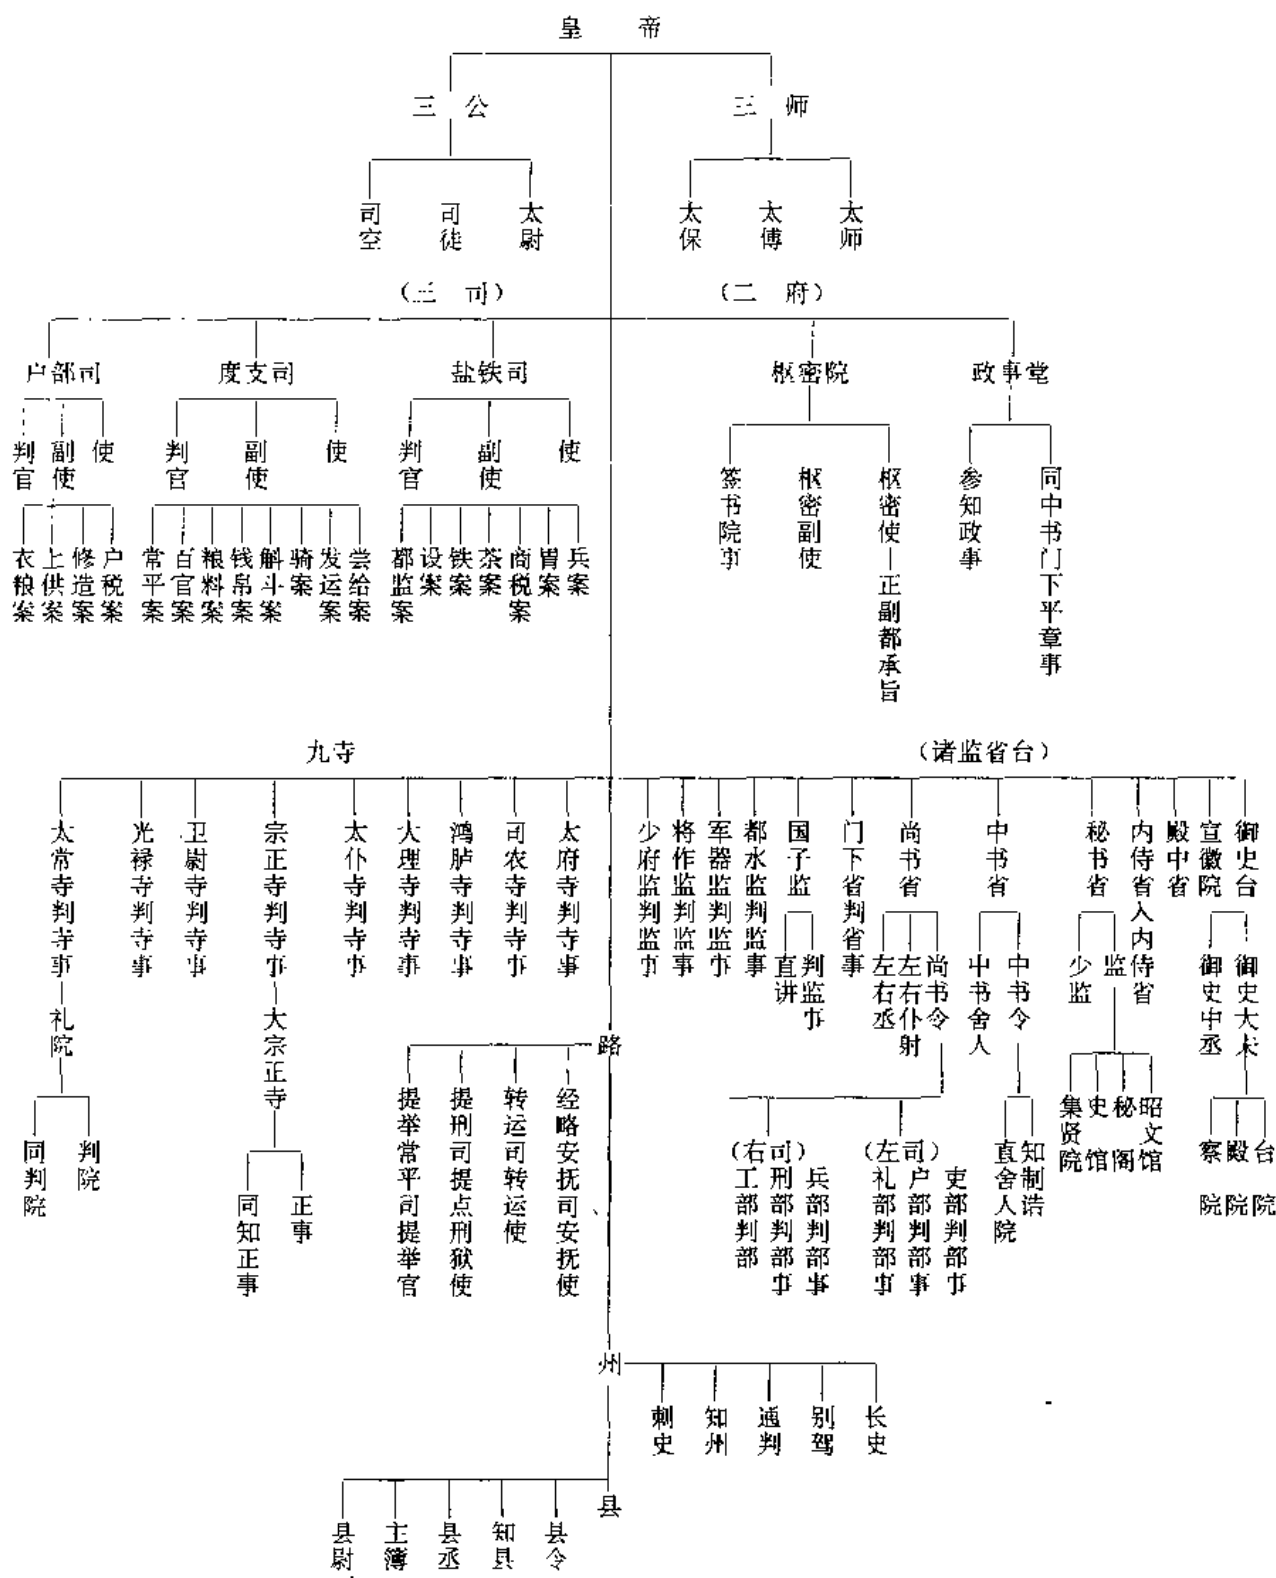 皇 帝
三 公
三 师
司空
司徒
太尉
太保
太傅
太师
（三 司）
（二 府）
户部司
度支司
盐铁司
枢密院
政事堂
判官
副使
使
判官
副使
使
判官
副使
使
签书院事
枢密副使
枢密使—正副都承旨
参知政事
同中书门下平章事
衣粮案
上供案
修造案
户税案
常平案
百官案
粮料案
钱帛案
斛斗案
骑案
发运案
尝给案
都监案
设案
铁案
茶案
商税案
胄案
兵案
九寺
（诸监省台）
太常寺判寺事
光禄寺判寺事
卫尉寺判寺事
宗正寺判寺事
太仆寺判寺事
大理寺判寺事
鸿胪寺判寺事
司农寺判寺事
太府寺判寺事
少府监判监事
将作监判监事
军器监判监事
都水监判监事
国子监
门下省判省事
尚书省
中书省
秘书省
内侍省入内侍省
殿中省
宣徽院
御史台
直讲
判监事
左右丞
左右仆射
尚书令
中书舍人
中书令
少监
监
御史中丞
御史大夫
礼院
大宗正寺
同判院
判院
同知正事
正事
路
提举常平司提举官
提刑司提点刑狱使
转运司转运使
经略安抚司安抚使
（右司）
（左司）
工部判部
刑部判部事
兵部判部事
礼部判部事
户部判部事
吏部判部事
直舍人院
知制诰
集贤院
史馆
秘阁
昭文馆
察院
殿院
台院
州
刺史
知州
通判
别驾
长史
县
县尉
主簿
县丞
知县
县令